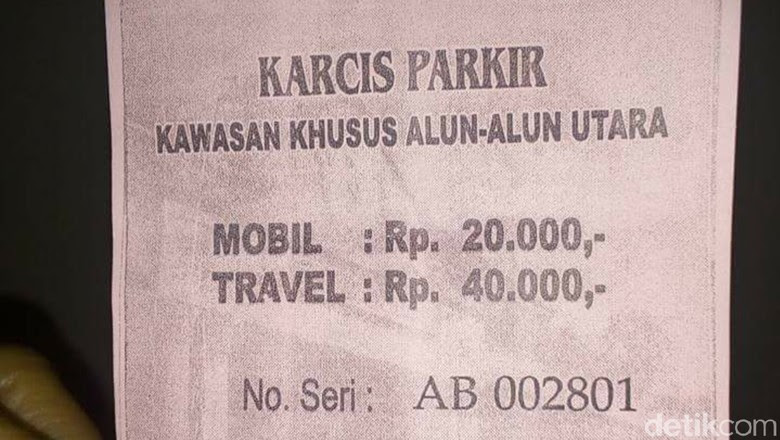 KARCIS PARKIR
KAWASAN KHUSUS ALUN-ALUN UTARA
MOBIL : Rp. 20.000,-
TRAVEL : Rp. 40.000,-
No. Seri : AB 002801
detikcom